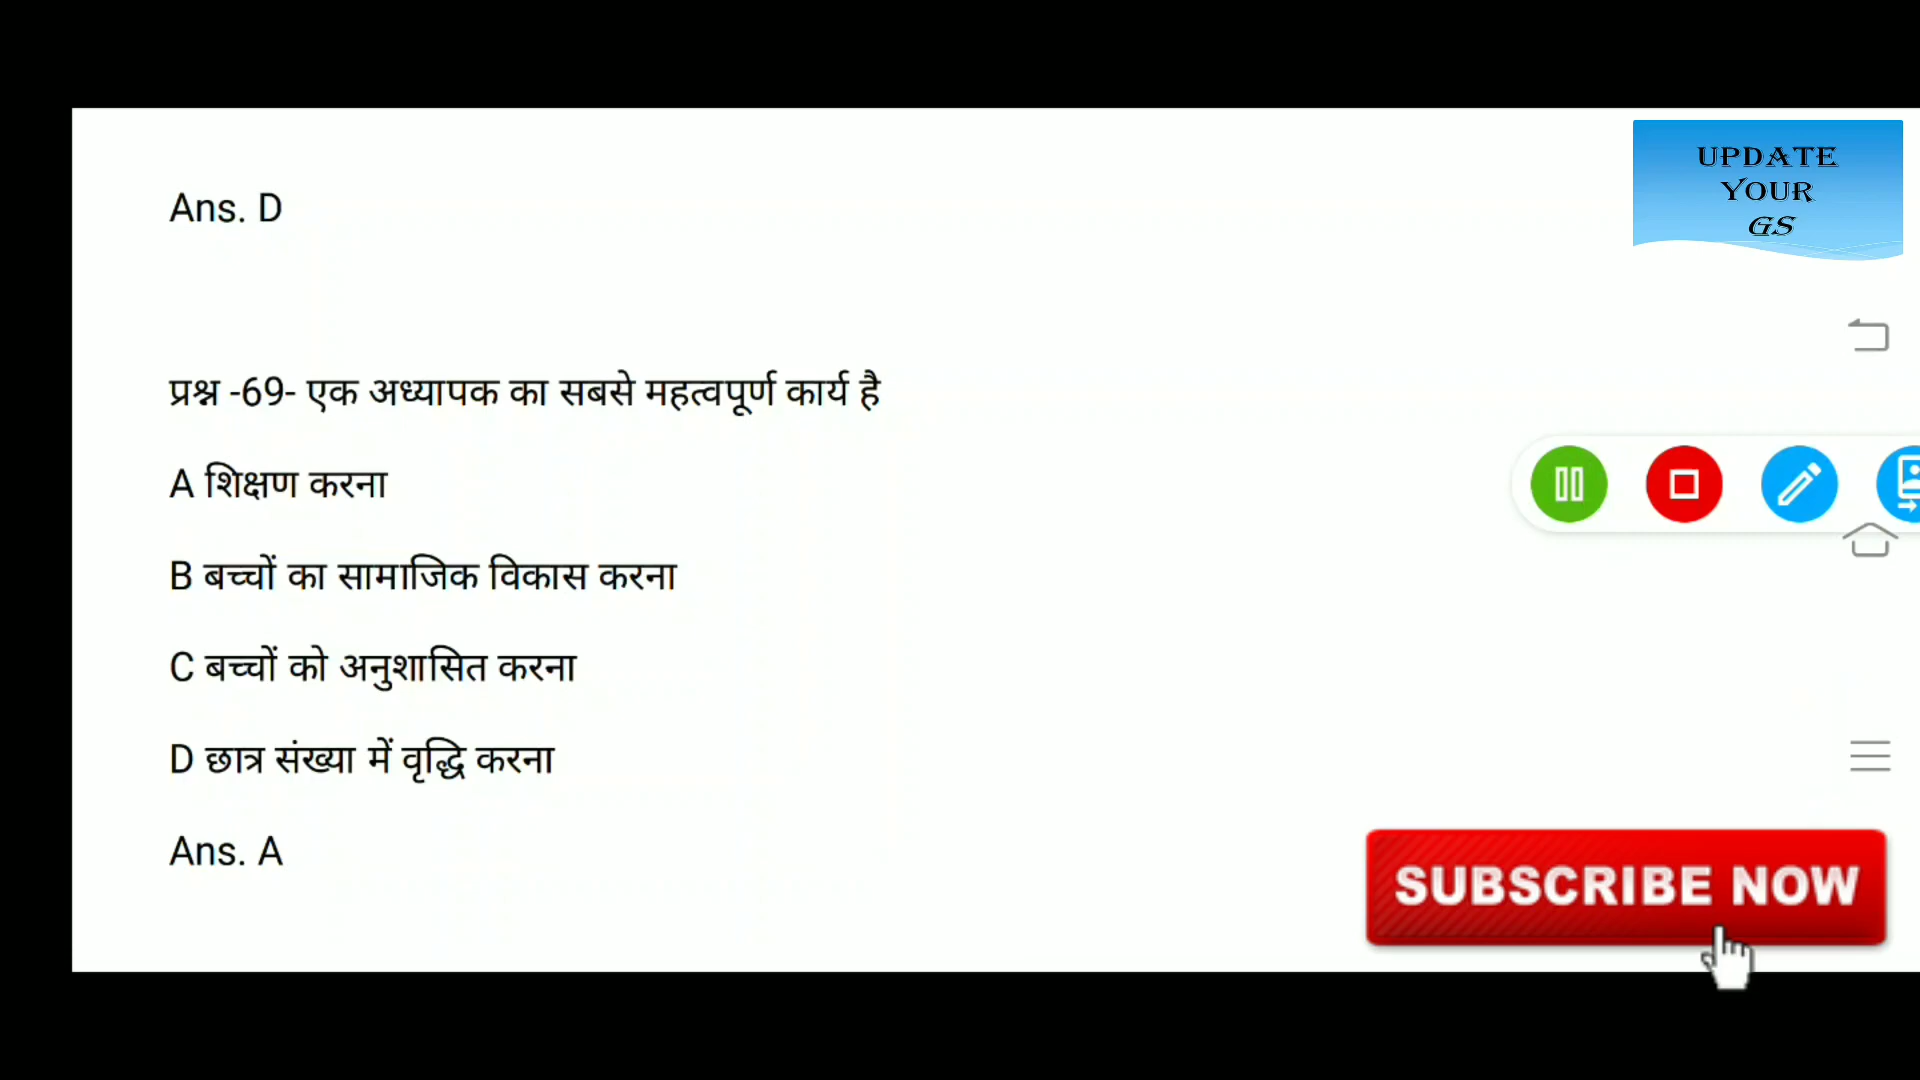 Ans. D
UPDATE
YOUR
GS
प्रश्न -69- एक अध्यापक का सबसे महत्वपूर्ण कार्य है
A शिक्षण करना
B बच्चों का सामाजिक विकास करना
C बच्चों को अनुशासित करना
D छात्र संख्या में वृद्धि करना
Ans. A
SUBSCRIBE NOW